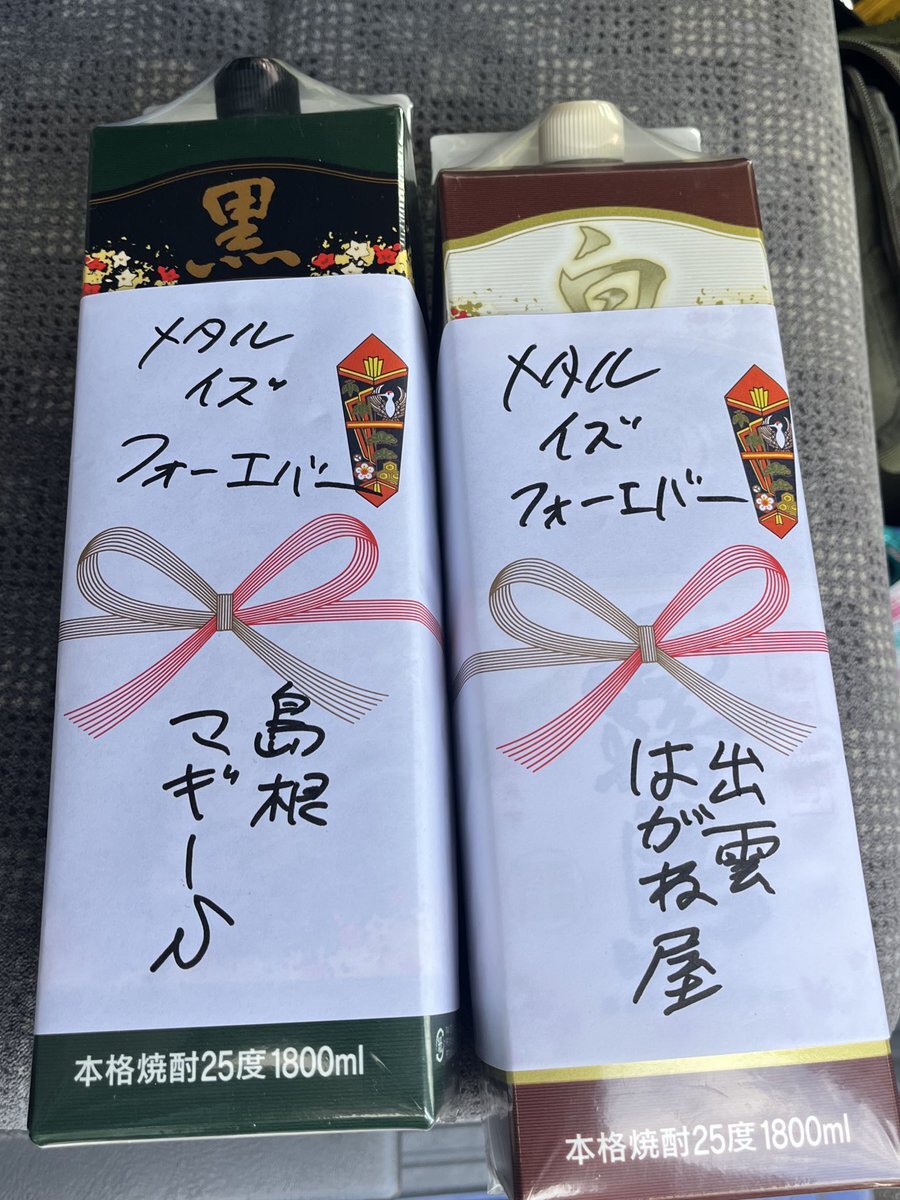 黒
メタル
イズ
フォーエバー
島根
マギー
本格焼酎25度1800ml
メタル
イズ
フォーエバー
出雲
はがね屋
本格焼酎25度1800ml